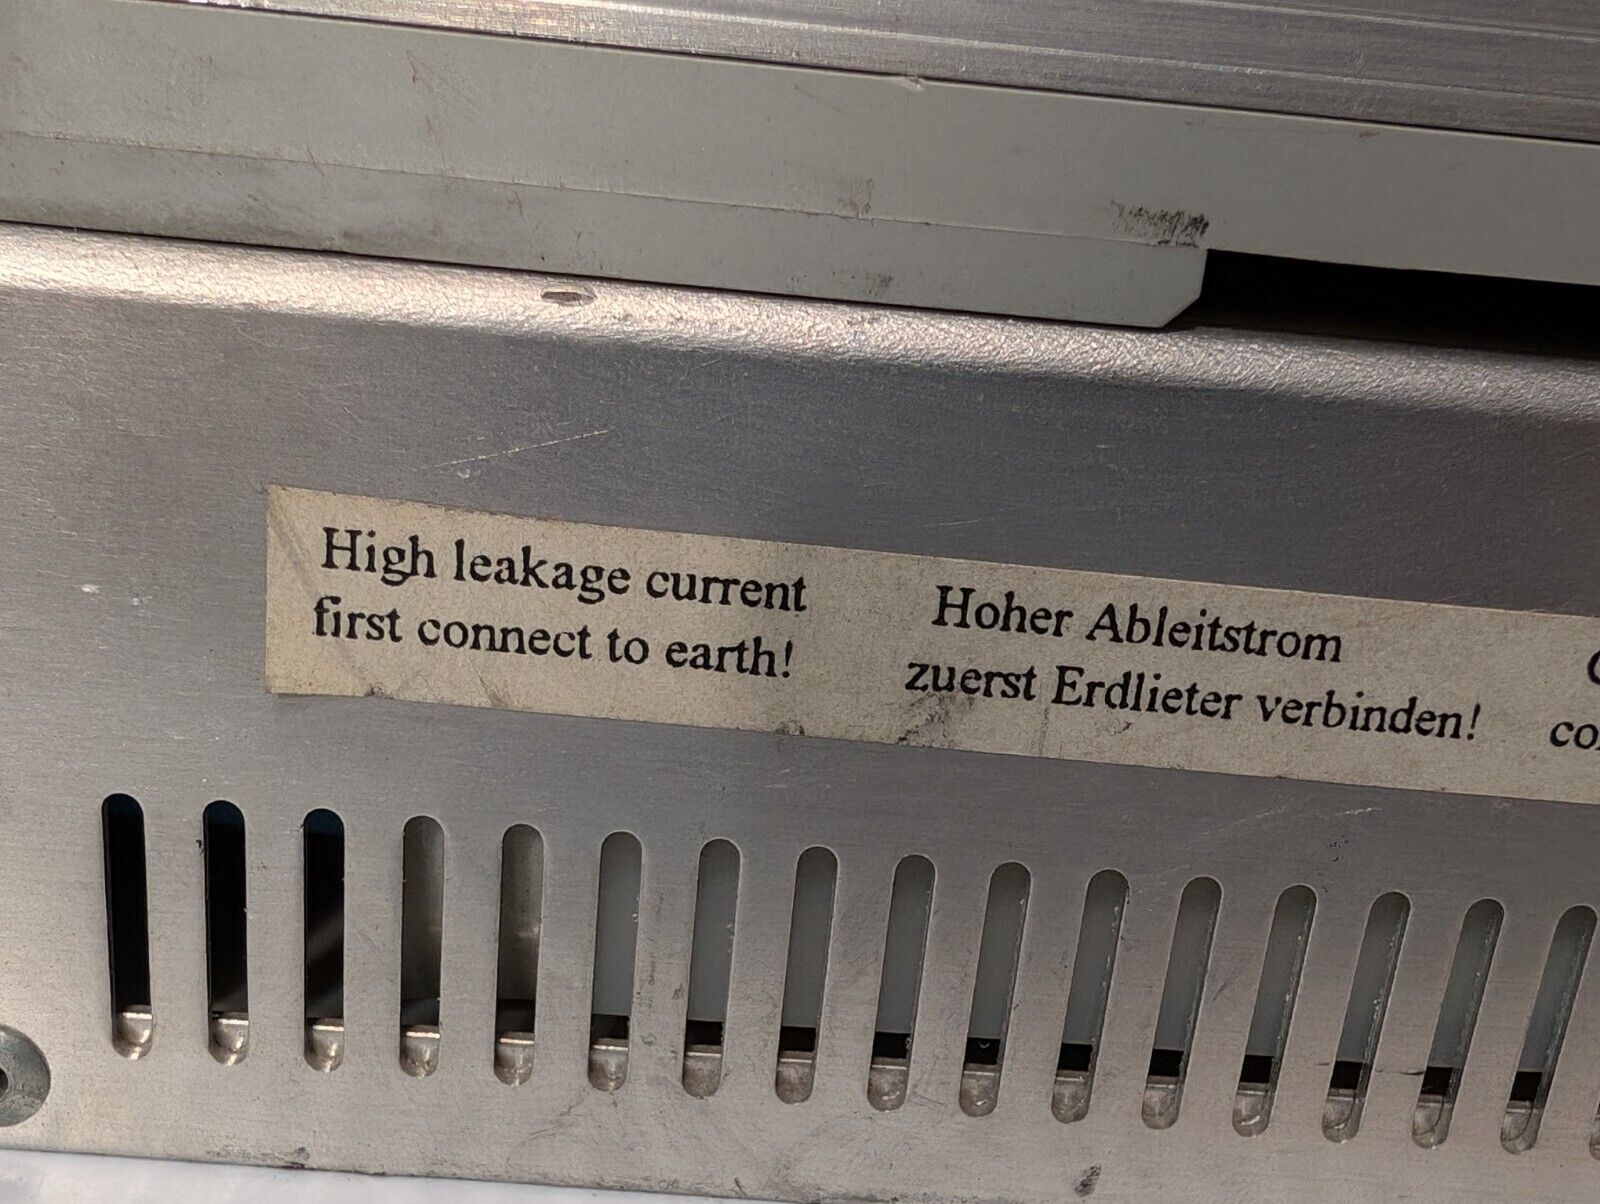 High leakage current
first connect to earth!
Hoher Ableitstrom
zuerst Erdlieter verbinden!